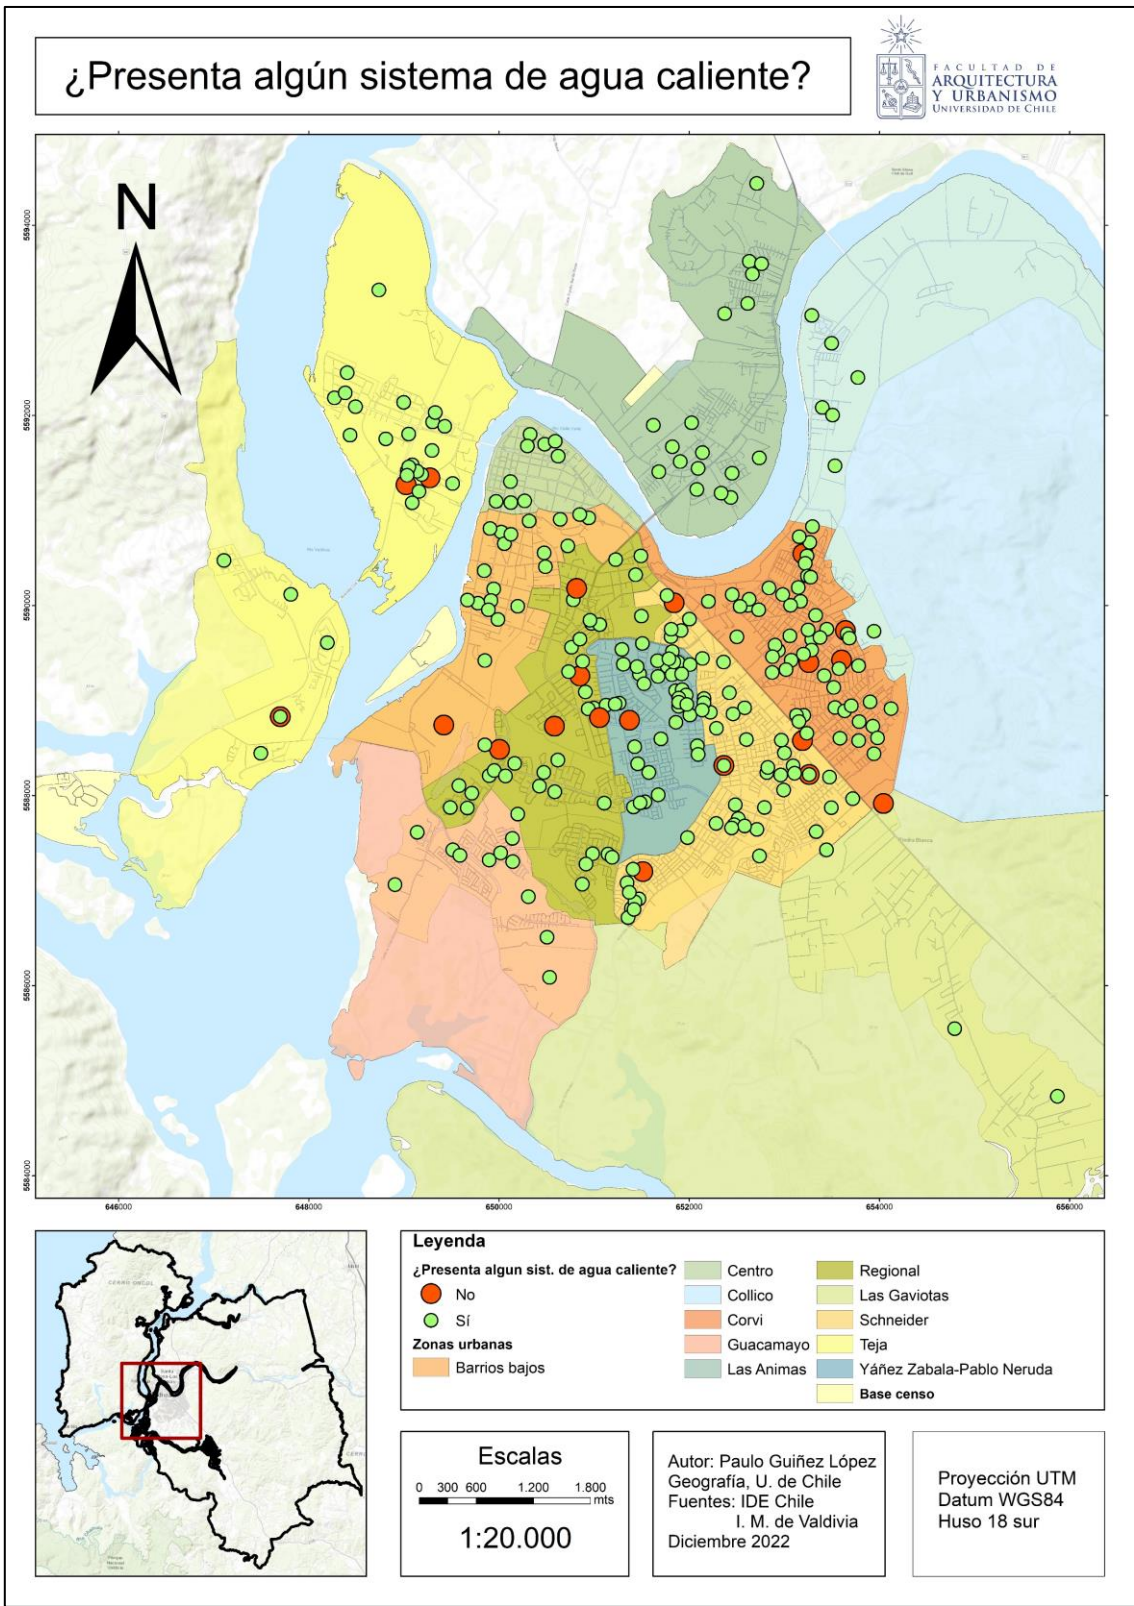 ¿Presenta algún sistema de agua caliente?
FACULTAD DE
ARQUITECTURA
Y URBANISMO
UNIVERSIDAD DE CHILE
N
5594000
5592000
5590000
5588000
5586000
5584000
646000
648000
650000
652000
654000
656000
Leyenda
¿Presenta algun sist. de agua caliente?
No
Sí
Zonas urbanas
Barrios bajos
Centro
Collico
Corvi
Guacamayo
Las Animas
Regional
Las Gaviotas
Schneider
Teja
Yáñez Zabala-Pablo Neruda
Base censo
Escalas
0 300 600 1.200 1.800
mts
1:20.000
Autor: Paulo Guiñez López
Geografía, U. de Chile
Fuentes: IDE Chile
I. M. de Valdivia
Diciembre 2022
Proyección UTM
Datum WGS84
Huso 18 sur